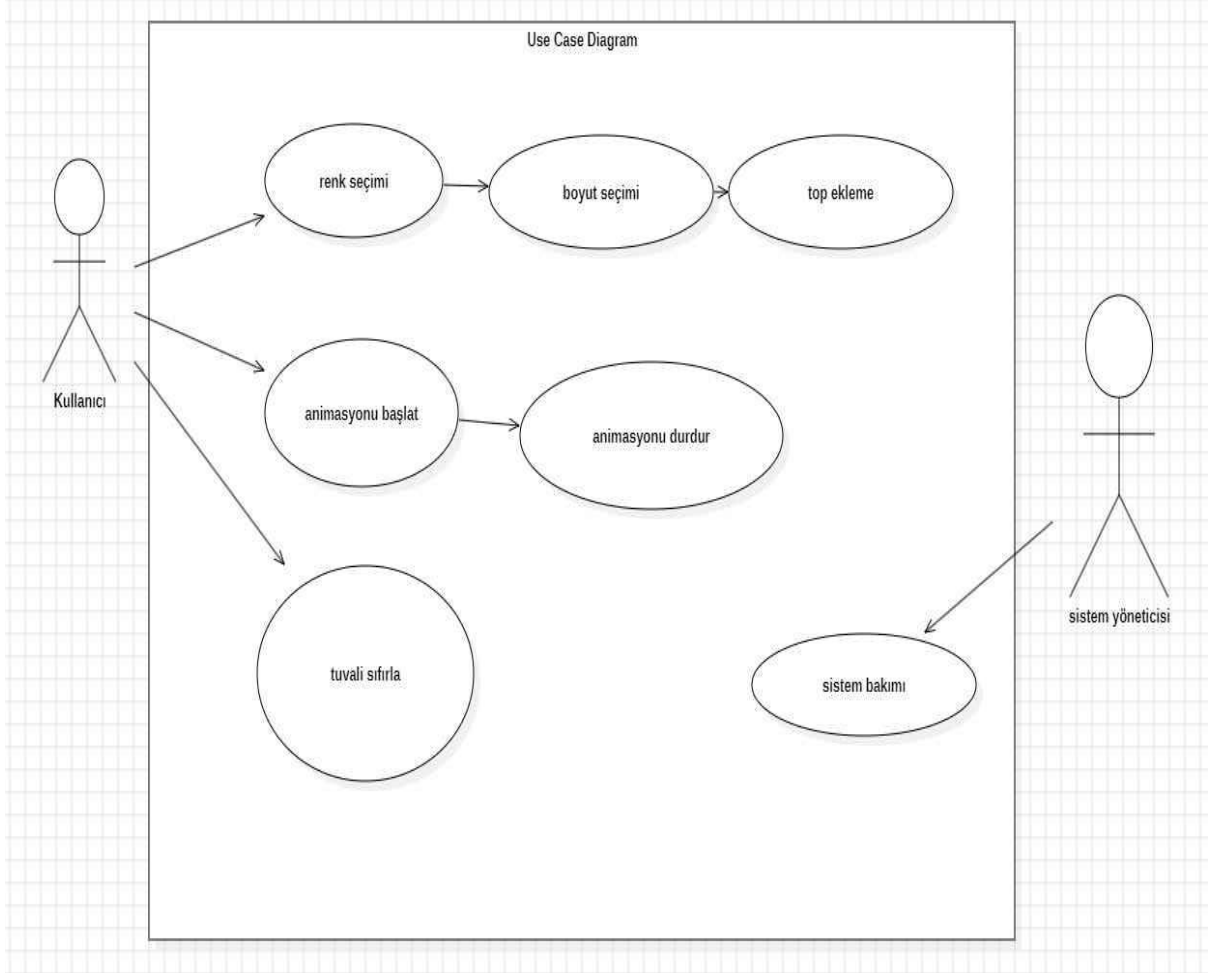 Use Case Diagram
renk seçimi
boyut seçimi
top ekleme
Kullanıcı
animasyonu başlat
animasyonu durdur
sistem yöneticisi
tuvali sıfırla
sistem bakımı